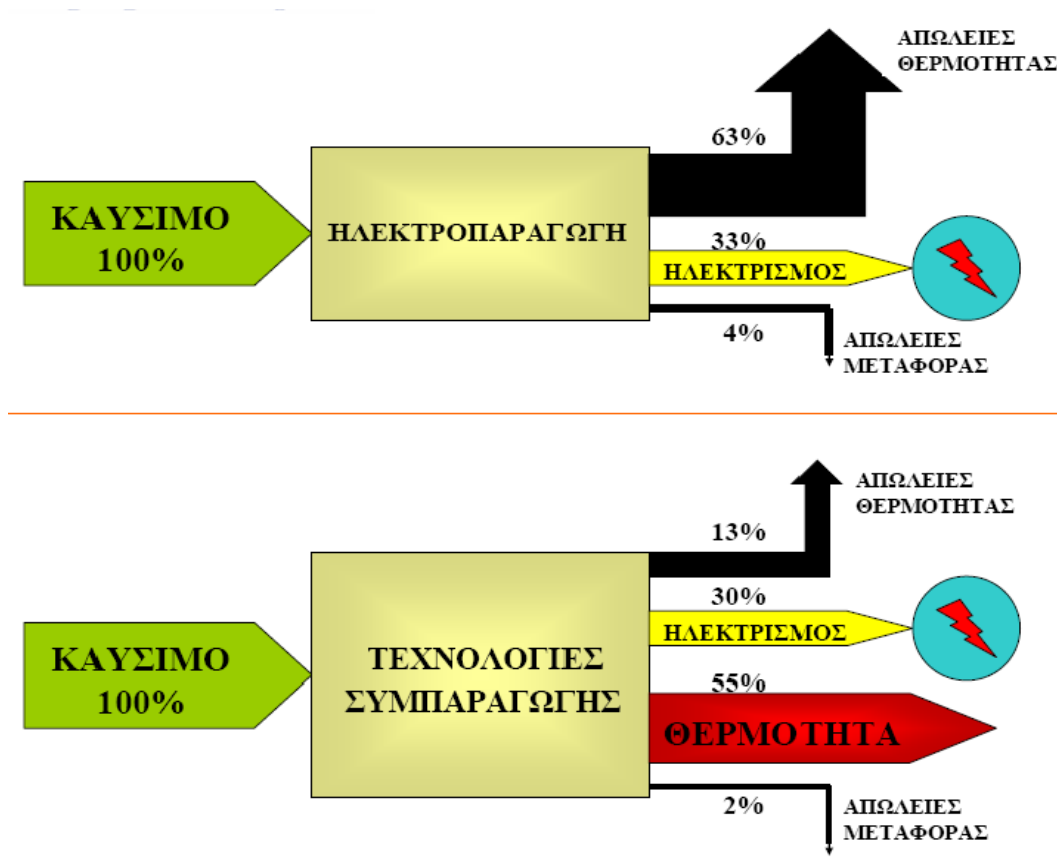 ΑΠΩΛΕΙΕΣ
ΘΕΡΜΟΤΗΤΑΣ
63%
ΚΑΥΣΙΜΟ
100%
ΗΛΕΚΤΡΟΠΑΡΑΓΩΓΗ
33%
ΗΛΕΚΤΡΙΣΜΟΣ
4%
ΑΠΩΛΕΙΕΣ
ΜΕΤΑΦΟΡΑΣ
ΑΠΩΛΕΙΕΣ
ΘΕΡΜΟΤΗΤΑΣ
13%
30%
ΗΛΕΚΤΡΙΣΜΟΣ
ΚΑΥΣΙΜΟ
100%
ΤΕΧΝΟΛΟΓΙΕΣ
ΣΥΜΠΑΡΑΓΩΓΗΣ
55%
ΘΕΡΜΟΤΗΤΑ
2%
ΑΠΩΛΕΙΕΣ
ΜΕΤΑΦΟΡΑΣ